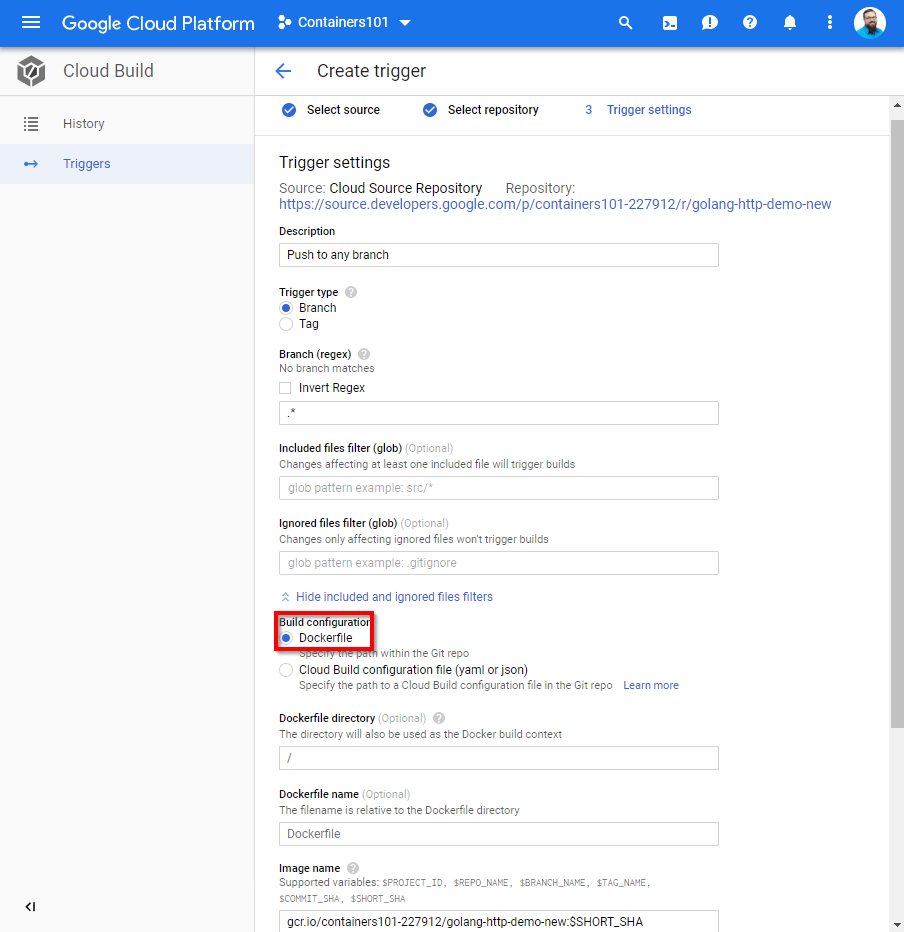 Google Cloud Platform Containers101
Cloud Build
Create trigger
History
Triggers
Select source Select repository 3 Trigger settings
Trigger settings
Source: Cloud Source Repository Repository:
https://source.developers.google.com/p/containers101-227912/r/golang-http-demo-new
Description
Push to any branch
Trigger type
Branch
Tag
Branch (regex)
No branch matches
Invert Regex
.*
Included files filter (glob) (Optional)
Changes affecting at least one included file will trigger builds
glob pattern example: src/*
Ignored files filter (glob) (Optional)
Changes only affecting ignored files won't trigger builds
glob pattern example: .gitignore
Hide included and ignored files filters
Build configuration
Dockerfile
Specify the path within the Git repo
Cloud Build configuration file (yaml or json)
Specify the path to a Cloud Build configuration file in the Git repo Learn more
Dockerfile directory (Optional)
The directory will also be used as the Docker build context
/
Dockerfile name (Optional)
The filename is relative to the Dockerfile directory
Dockerfile
Image name
Supported variables: $PROJECT_ID, $REPO_NAME, $BRANCH_NAME, $TAG_NAME,
$COMMIT_SHA, $SHORT_SHA
gcr.io/containers101-227912/golang-http-demo-new:$SHORT_SHA